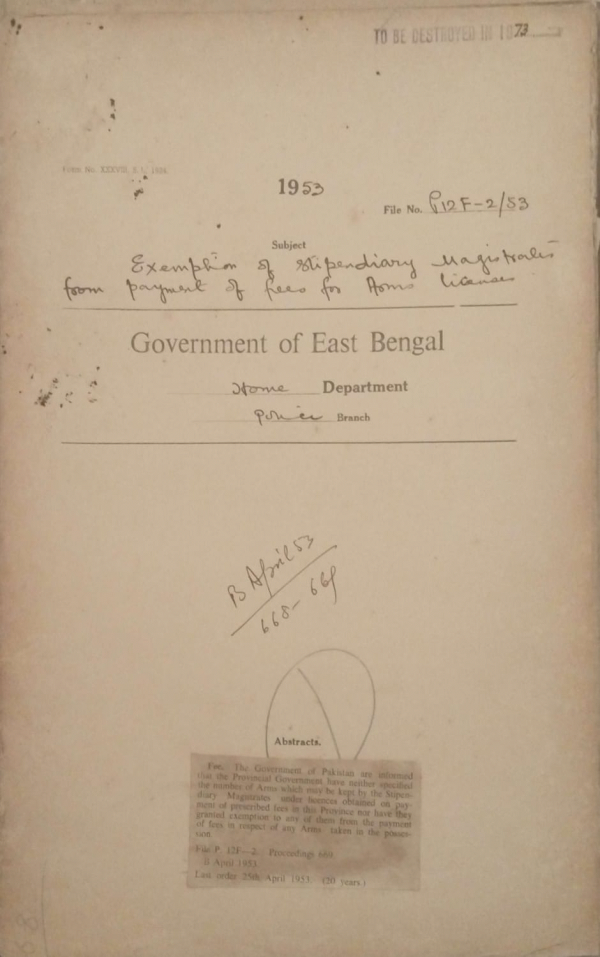 TO BE DESTROYED IN 1973
Form No. XXXVIII, S. C. 1934.
1953
File No. P12F-2/53
Subject
Exemption of Stipendiary Magistrates
from payment of fees for Arms licenses
Government of East Bengal
Home Department
Police Branch
B April 53
668-669
Abstracts.
The Government of Pakistan are informed
that the Provincial Government have neither specified
the number of Arms which may be kept by the Stipen-
diary Magistrates under licences obtained on pay-
ment of prescribed fees in this Province nor have they
granted exemption to any of them from the payment
of fees in respect of any Arms taken in the posses-
sion
File P. 12F—2. Proceedings 669
B April 1953.
Last order 25th April 1953. (20 years)